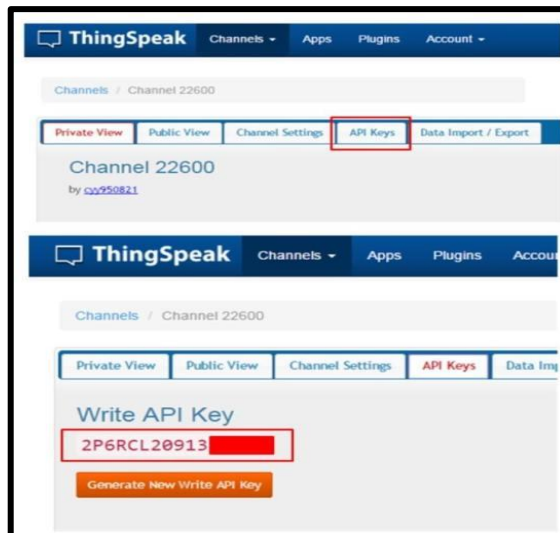 ThingSpeak Channels Apps Plugins Account
Channels / Channel 22600
Private View Public View Channel Settings API Keys Data Import / Export
Channel 22600
by cyy950821
ThingSpeak Channels Apps Plugins Accou
Channels / Channel 22600
Private View Public View Channel Settings API Keys Data Im
Write API Key
2P6RCL20913
Generate New Write API Key